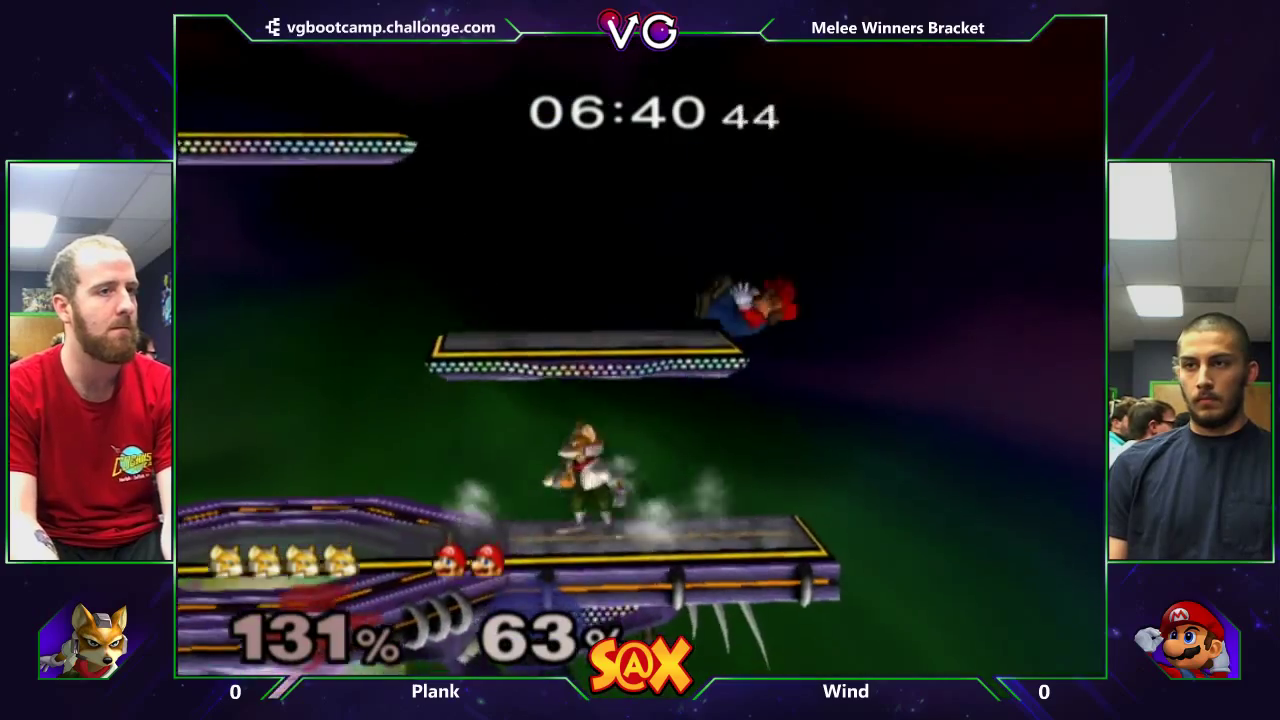 vgbootcamp.challonge.com
VG
Melee Winners Bracket
06:40 44
131%
63%
S@X
0
Plank
Wind
0